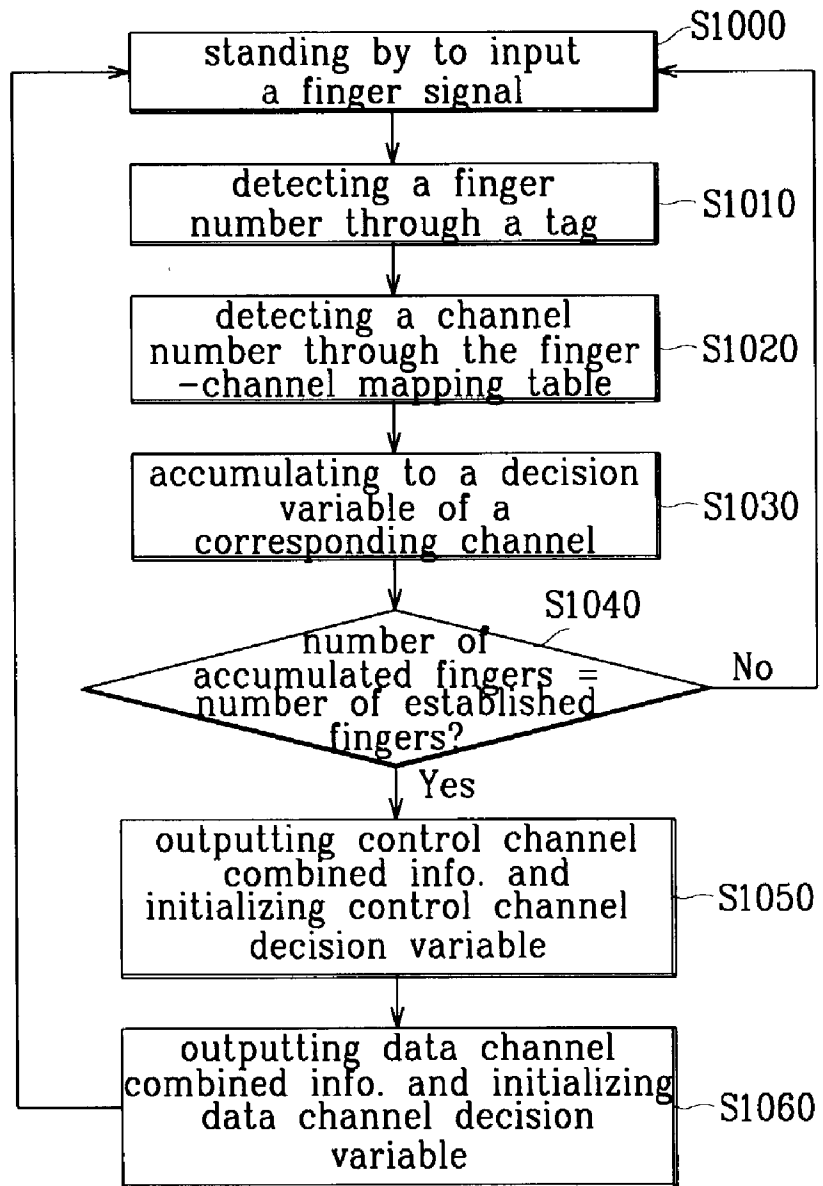 S1000
standing by to input
a finger signal
detecting a finger
number through a tag
S1010
detecting a channel
number through the finger
-channel mapping table
S1020
accumulating to a decision
variable of a
corresponding channel
S1030
S1040
number of
accumulated fingers =
number of established
fingers?
No
Yes
outputting control channel
combined info. and
initializing control channel
decision variable
S1050
outputting data channel
combined info. and initializing
data channel decision
variable
S1060